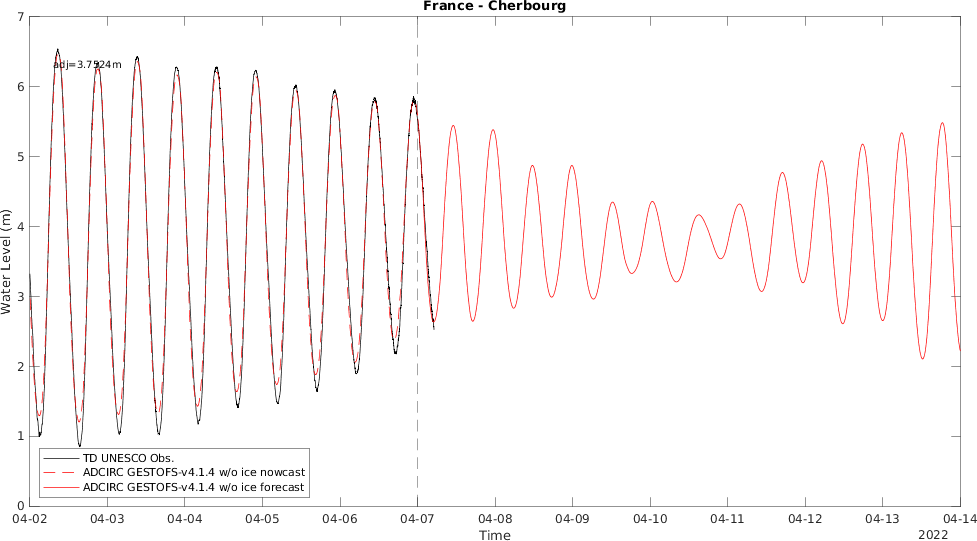 France - Cherbourg
7
6
5
4
3
2
1
0
Water Level (m)
adj=3.7524m
TD UNESCO Obs.
ADCIRC GESTOFS-v4.1.4 w/o ice nowcast
ADCIRC GESTOFS-v4.1.4 w/o ice forecast
04-02 04-03 04-04 04-05 04-06 04-07 04-08 04-09 04-10 04-11 04-12 04-13 04-14
Time
2022